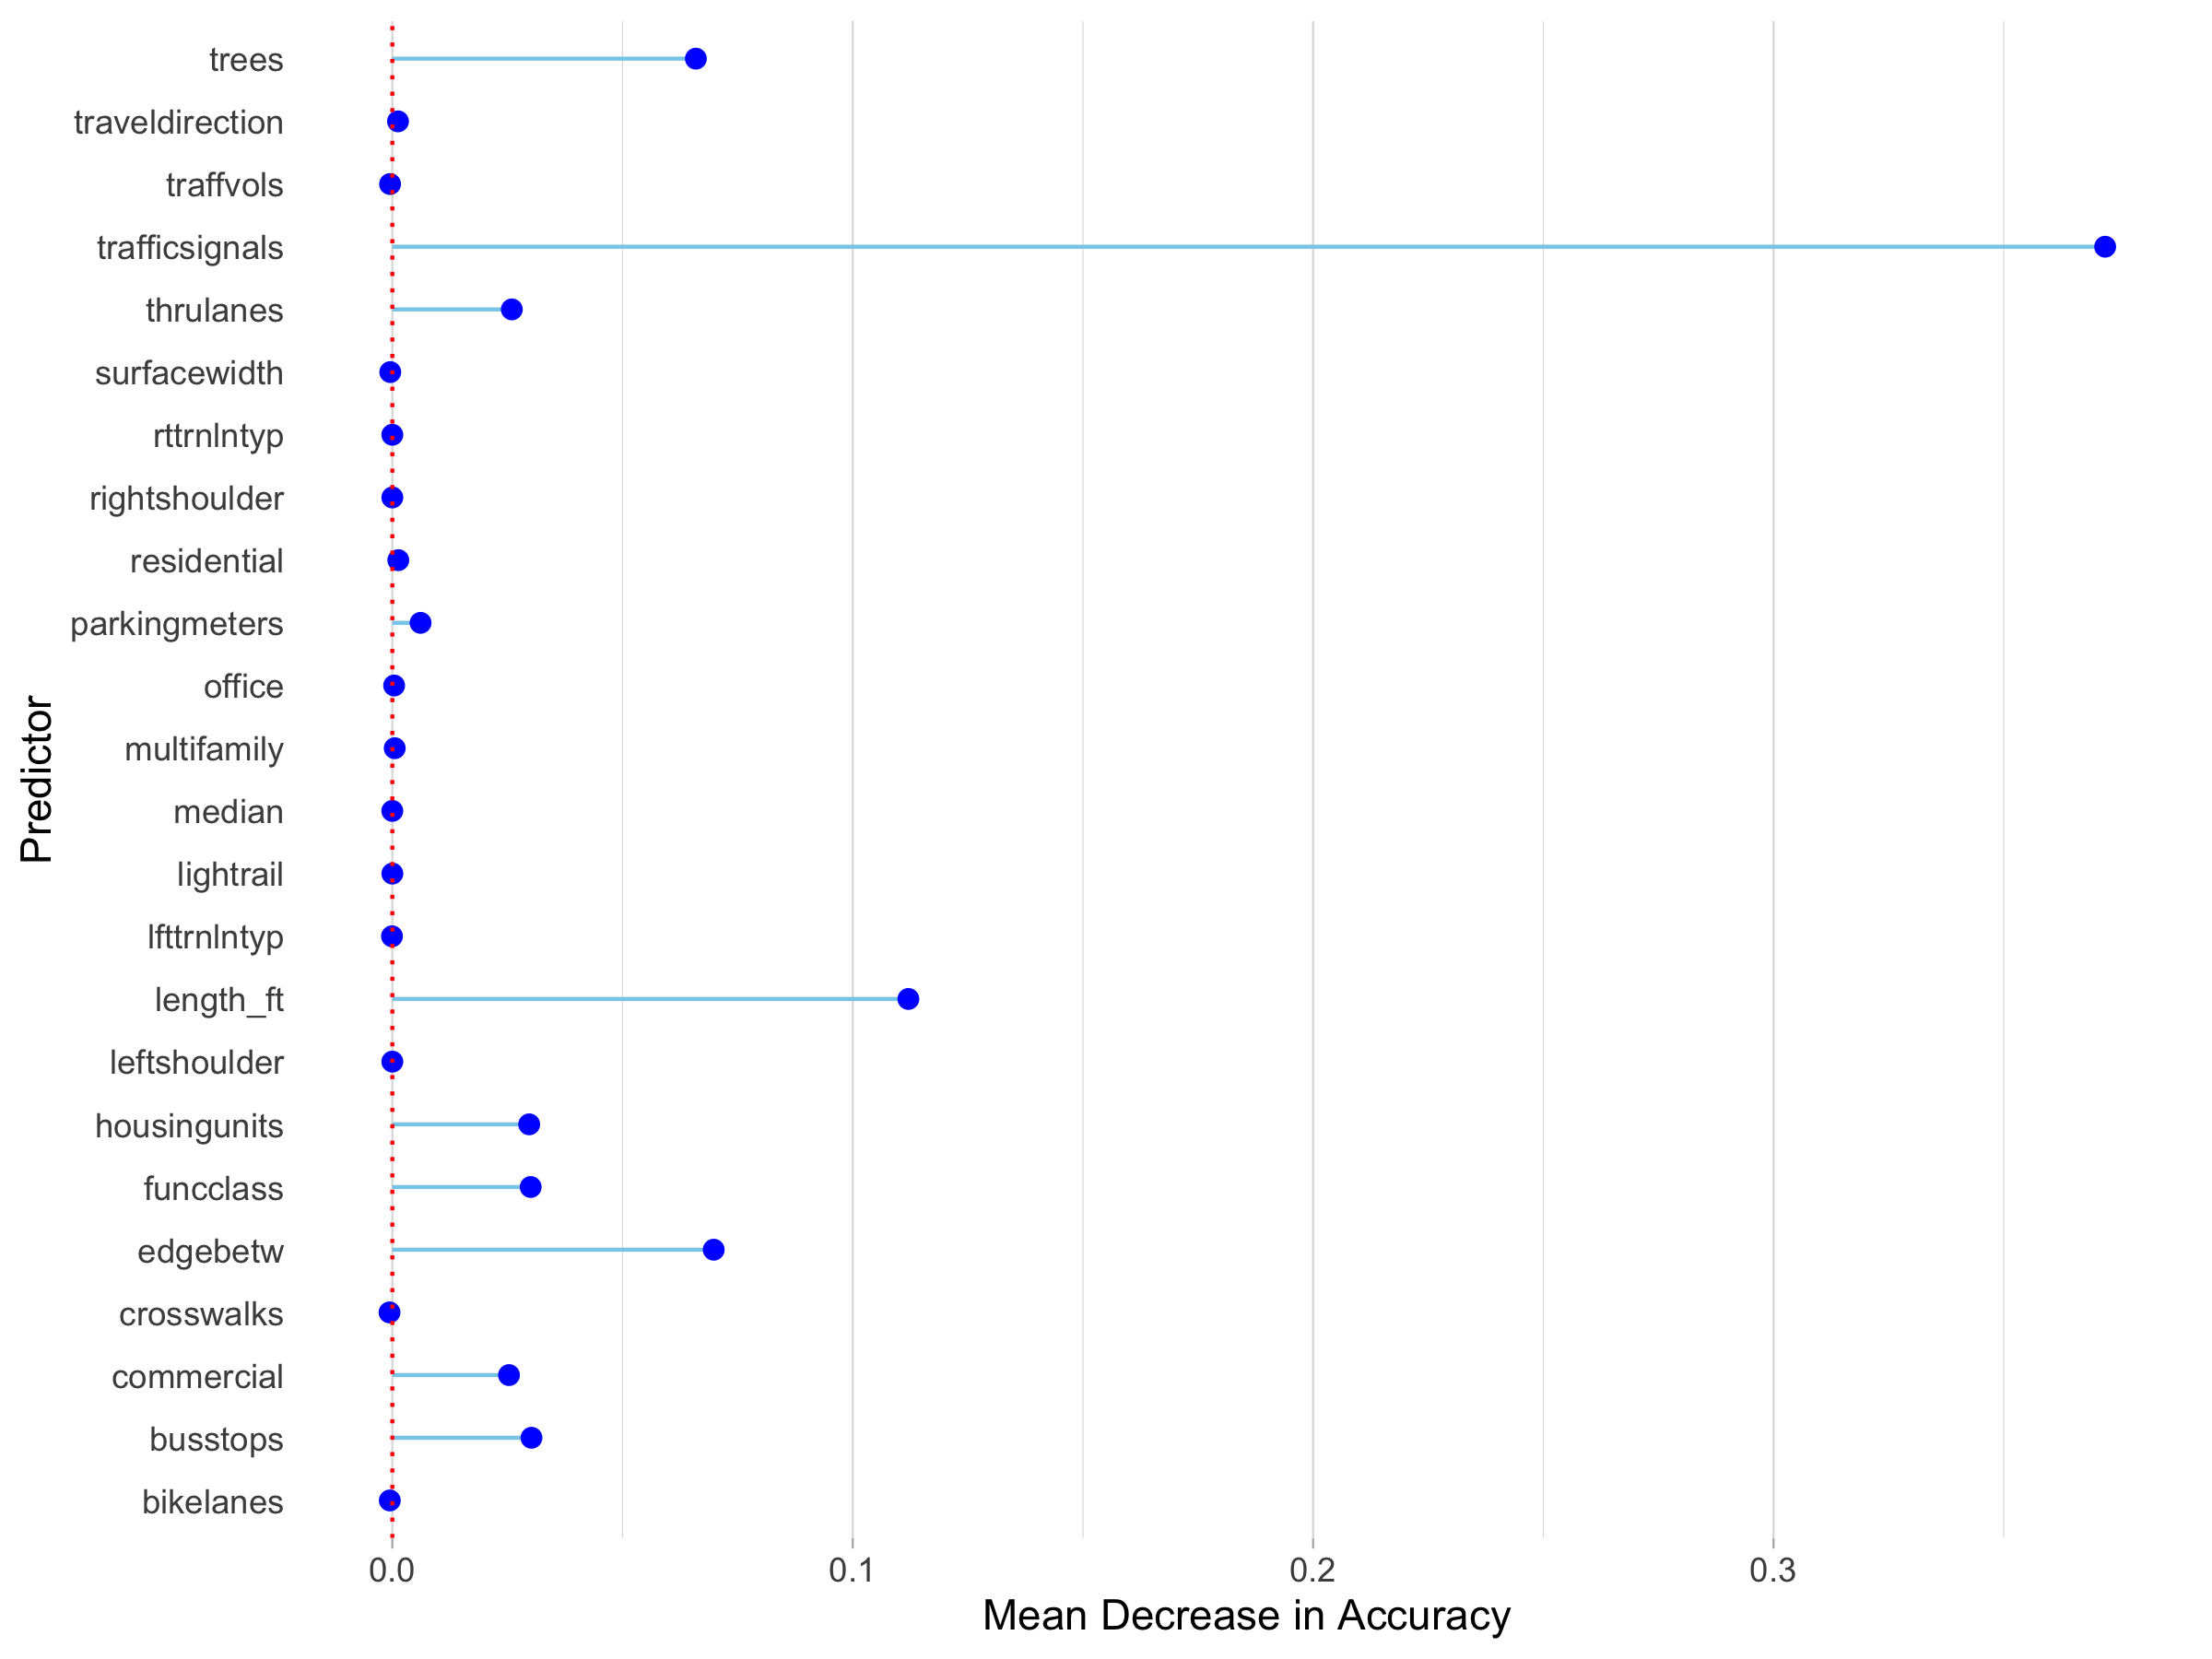 trees
traveldirection
traffvols
trafficsignals
thrulanes
surfacewidth
rttrnlntyp
rightshoulder
residential
parkingmeters
office
multifamily
median
lightrail
lfttrnlntyp
length_ft
leftshoulder
housingunits
funcclass
edgebetw
crosswalks
commercial
busstops
bikelanes
Predictor
0.0 0.1 0.2 0.3
Mean Decrease in Accuracy